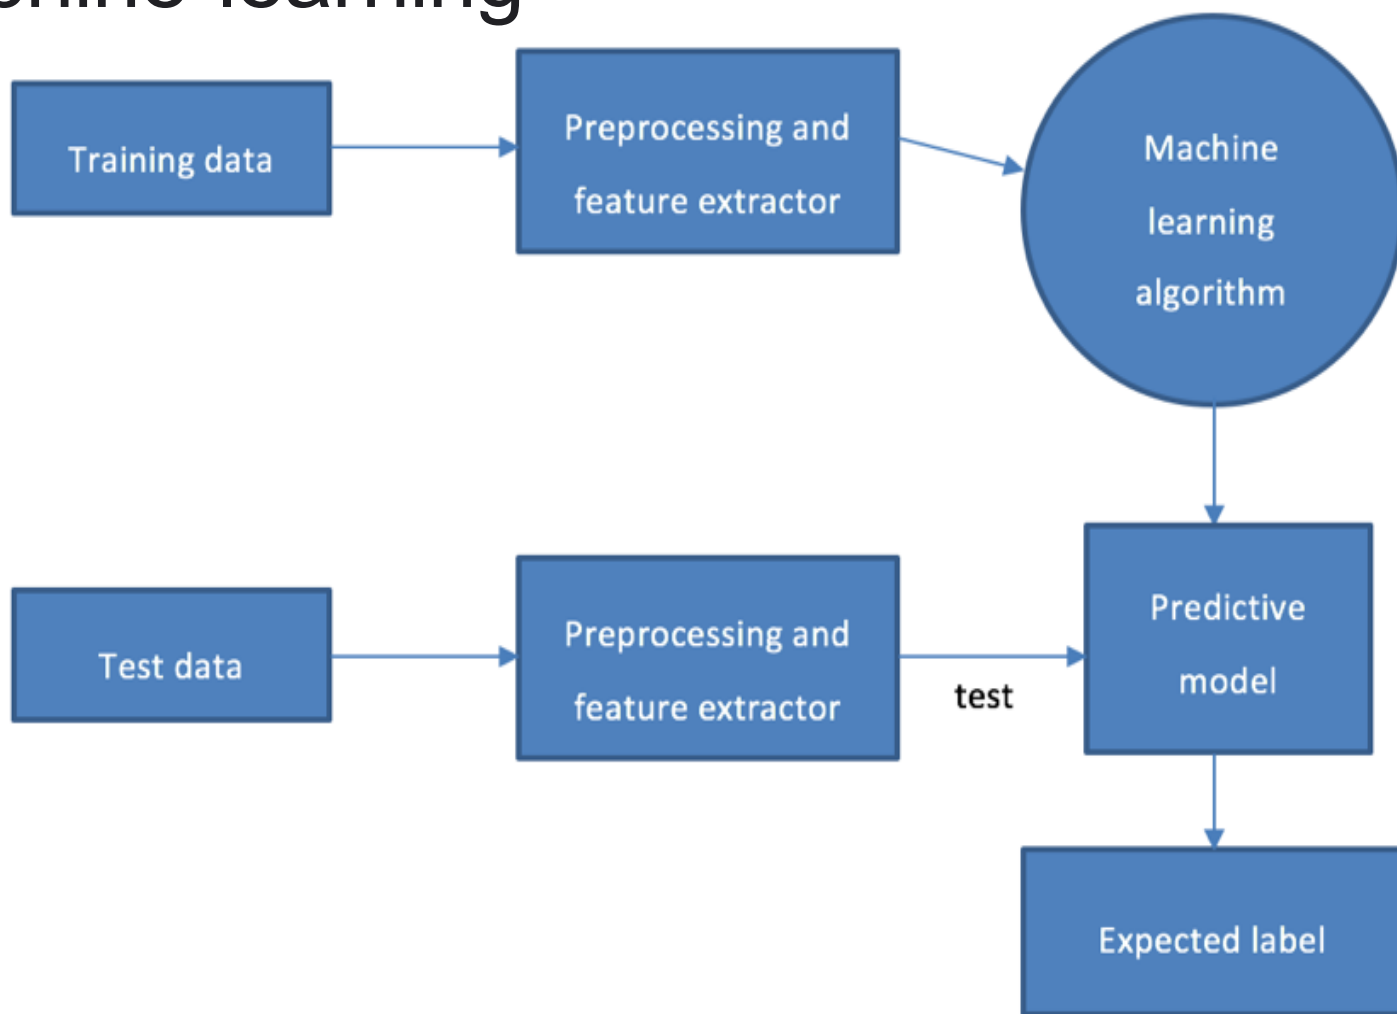 learning
Training data
Preprocessing and
feature extractor
Machine
learning
algorithm
Test data
Preprocessing and
feature extractor
test
Predictive
model
Expected label